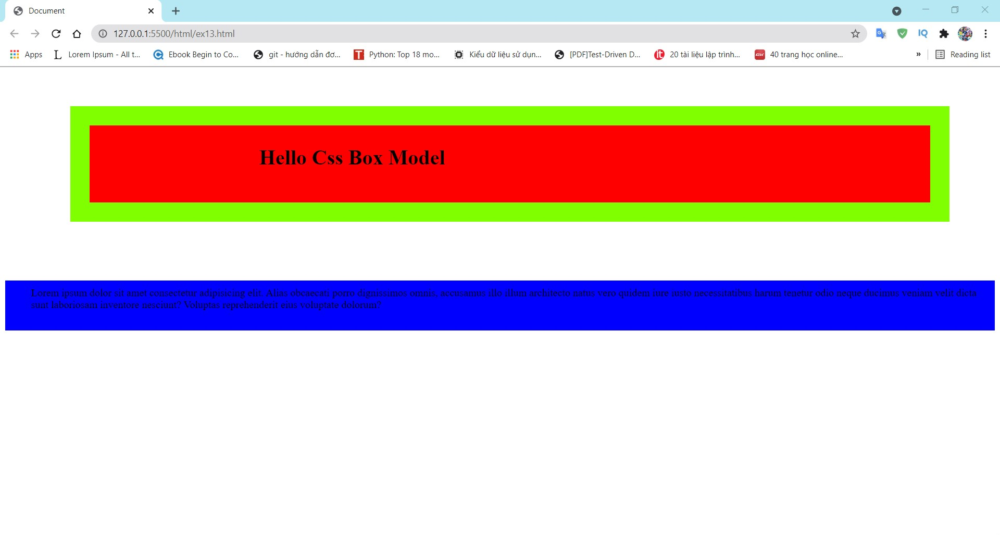 Document
127.0.0.1:5500/html/ex13.html
Apps
Lorem Ipsum - All t...
Ebook Begin to Co...
git - hướng dẫn đơ...
Python: Top 18 mo...
Kiểu dữ liệu sử dụn...
[PDF]Test-Driven D...
20 tài liệu lập trình...
40 trang học online...
»
Reading list
Hello Css Box Model
Lorem ipsum dolor sit amet consectetur adipisicing elit. Alias obcaecati porro dignissimos omnis, accusamus illo illum architecto natus vero quidem iure iusto necessitatibus harum tenetur odio neque ducimus veniam velit dicta
sunt laboriosam inventore nesciunt? Voluptas reprehenderit eius voluptate dolorum?